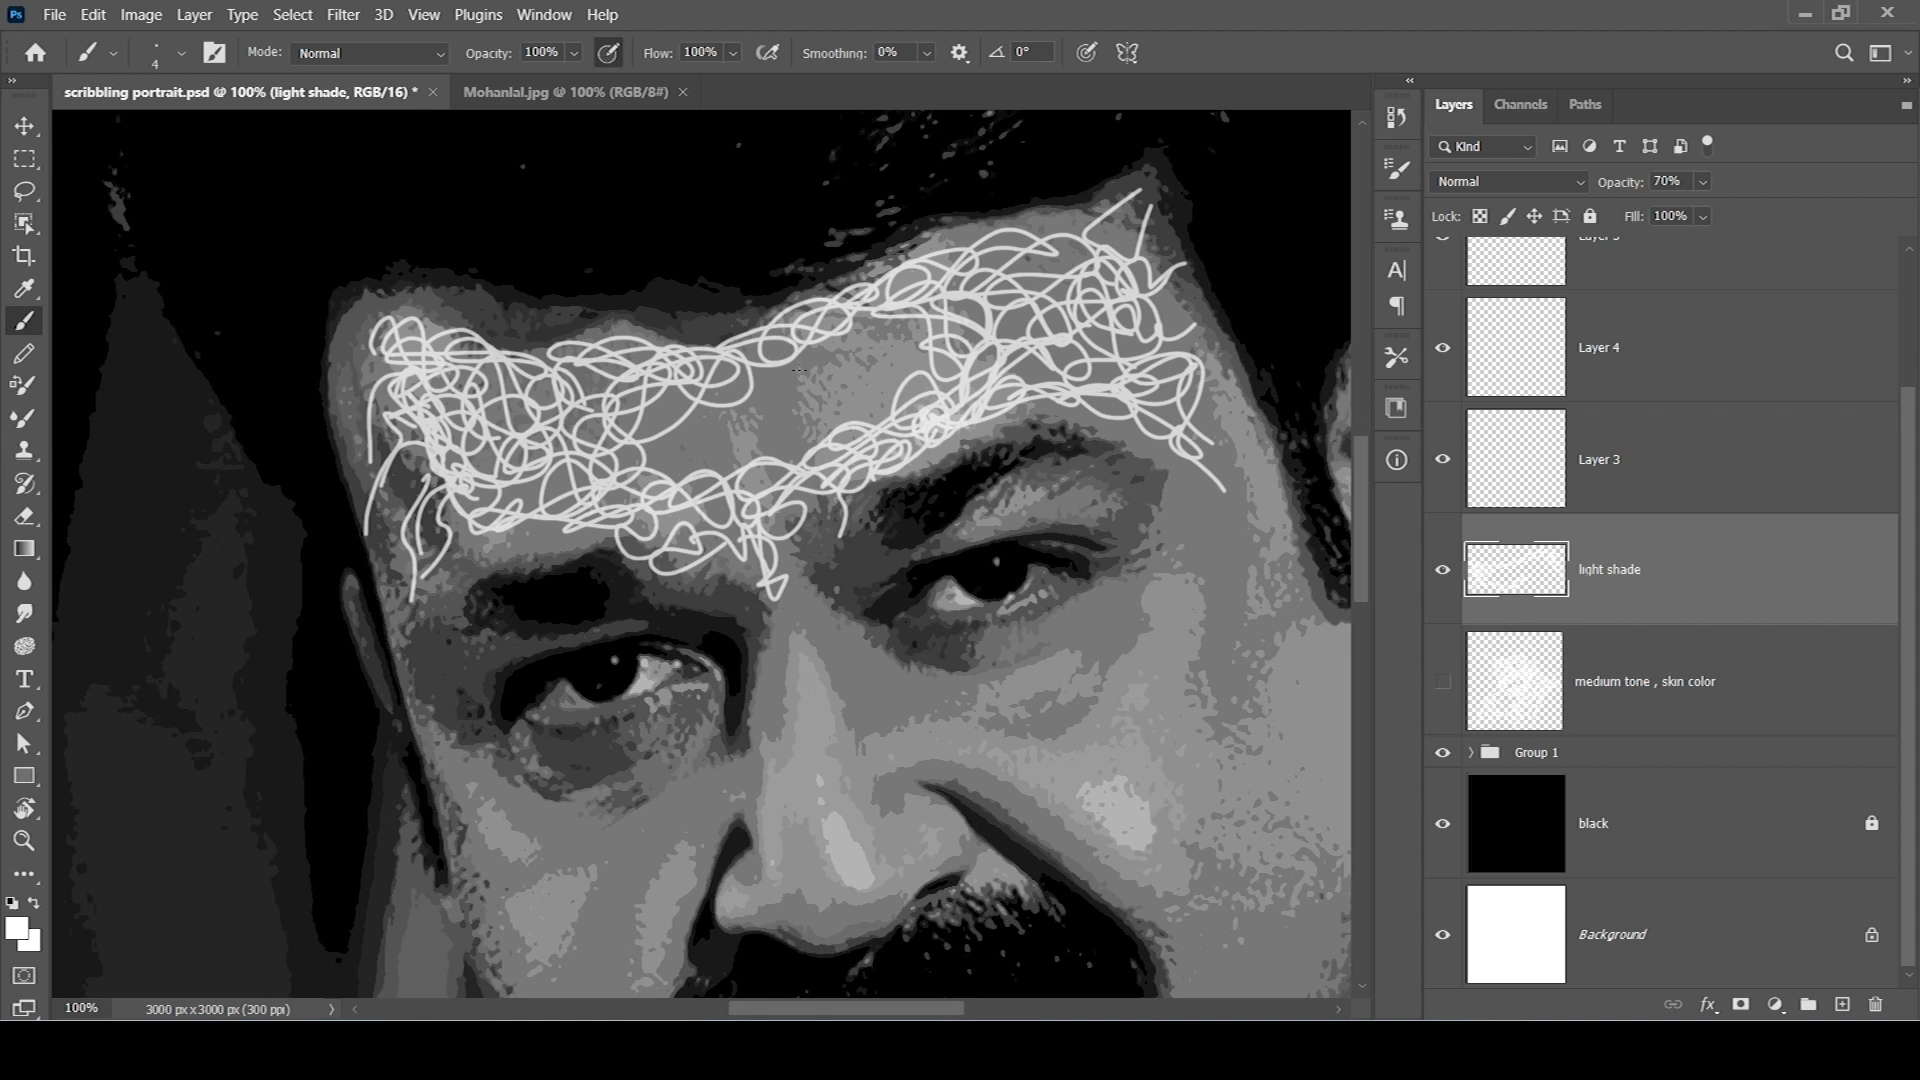 Ps File Edit Image Layer Type Select Filter 3D View Plugins Window Help
4 Mode: Normal Opacity: 100% Flow: 100% Smoothing: 0% 0°
scribbling portrait.psd @ 100% (light shade, RGB/16) * Mohanlal.jpg @ 100% (RGB/8#)
Layers Channels Paths
Kind
Normal Opacity: 70%
Lock: Fill: 100%
Layer 4
Layer 3
light shade
medium tone , skin color
Group 1
black
Background
100% 3000 px x 3000 px (300 ppi)